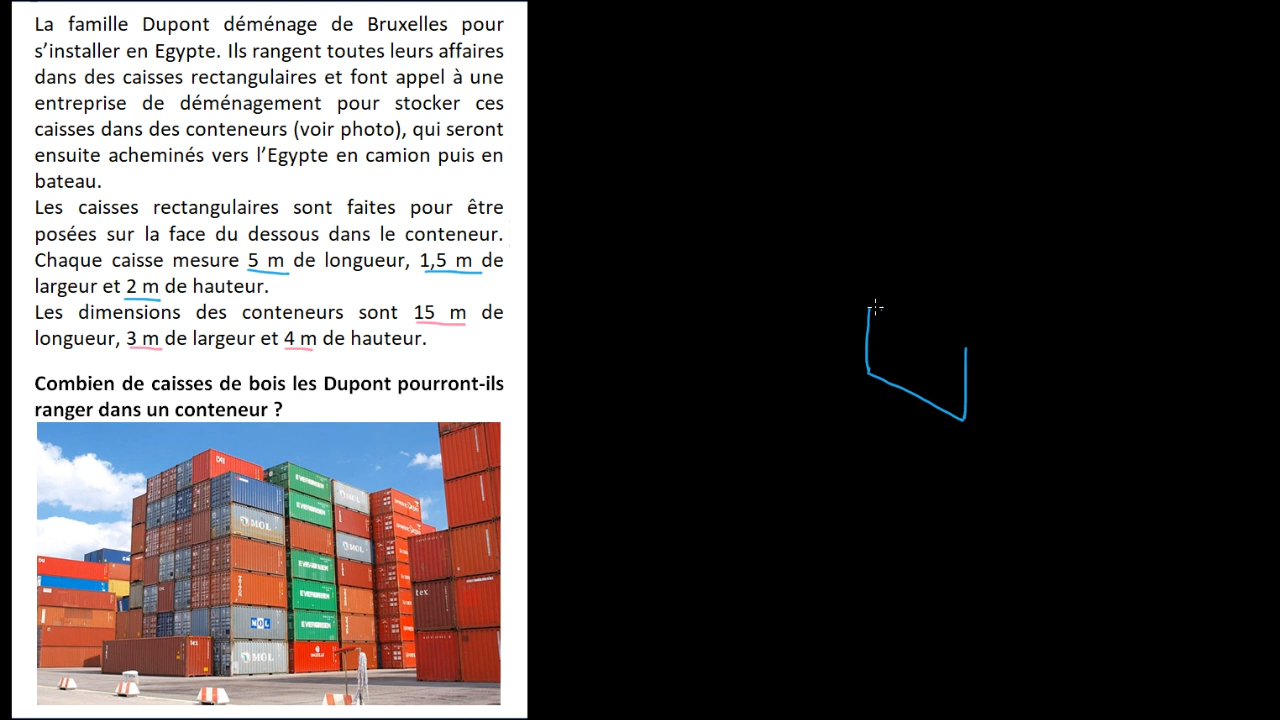 La famille Dupont déménage de Bruxelles pour
s’installer en Egypte. Ils rangent toutes leurs affaires
dans des caisses rectangulaires et font appel à une
entreprise de déménagement pour stocker ces
caisses dans des conteneurs (voir photo), qui seront
ensuite acheminés vers l’Egypte en camion puis en
bateau.
Les caisses rectangulaires sont faites pour être
posées sur la face du dessous dans le conteneur.
Chaque caisse mesure 5 m de longueur, 1,5 m de
largeur et 2 m de hauteur.
Les dimensions des conteneurs sont 15 m de
longueur, 3 m de largeur et 4 m de hauteur.
Combien de caisses de bois les Dupont pourront-ils
ranger dans un conteneur ?
EVERGREEN
EVERGREEN
MOL
MOL
MOL
EVERGREEN
EVERGREEN
MOL
EVERGREEN
MOL